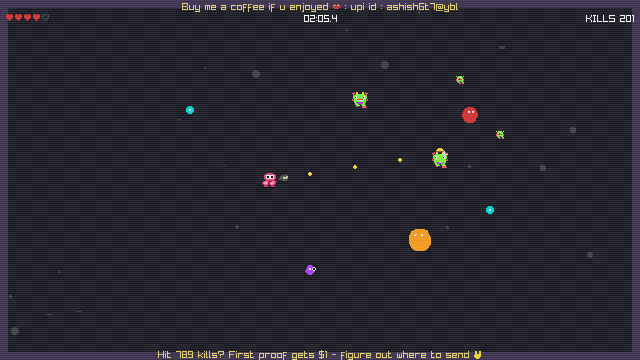 Buy me a coffee if u enjoyed : upi id : ashish6t7@ybl
02:05.4
KILLS 201
Hit 789 kills? First proof gets $1 - figure out where to send